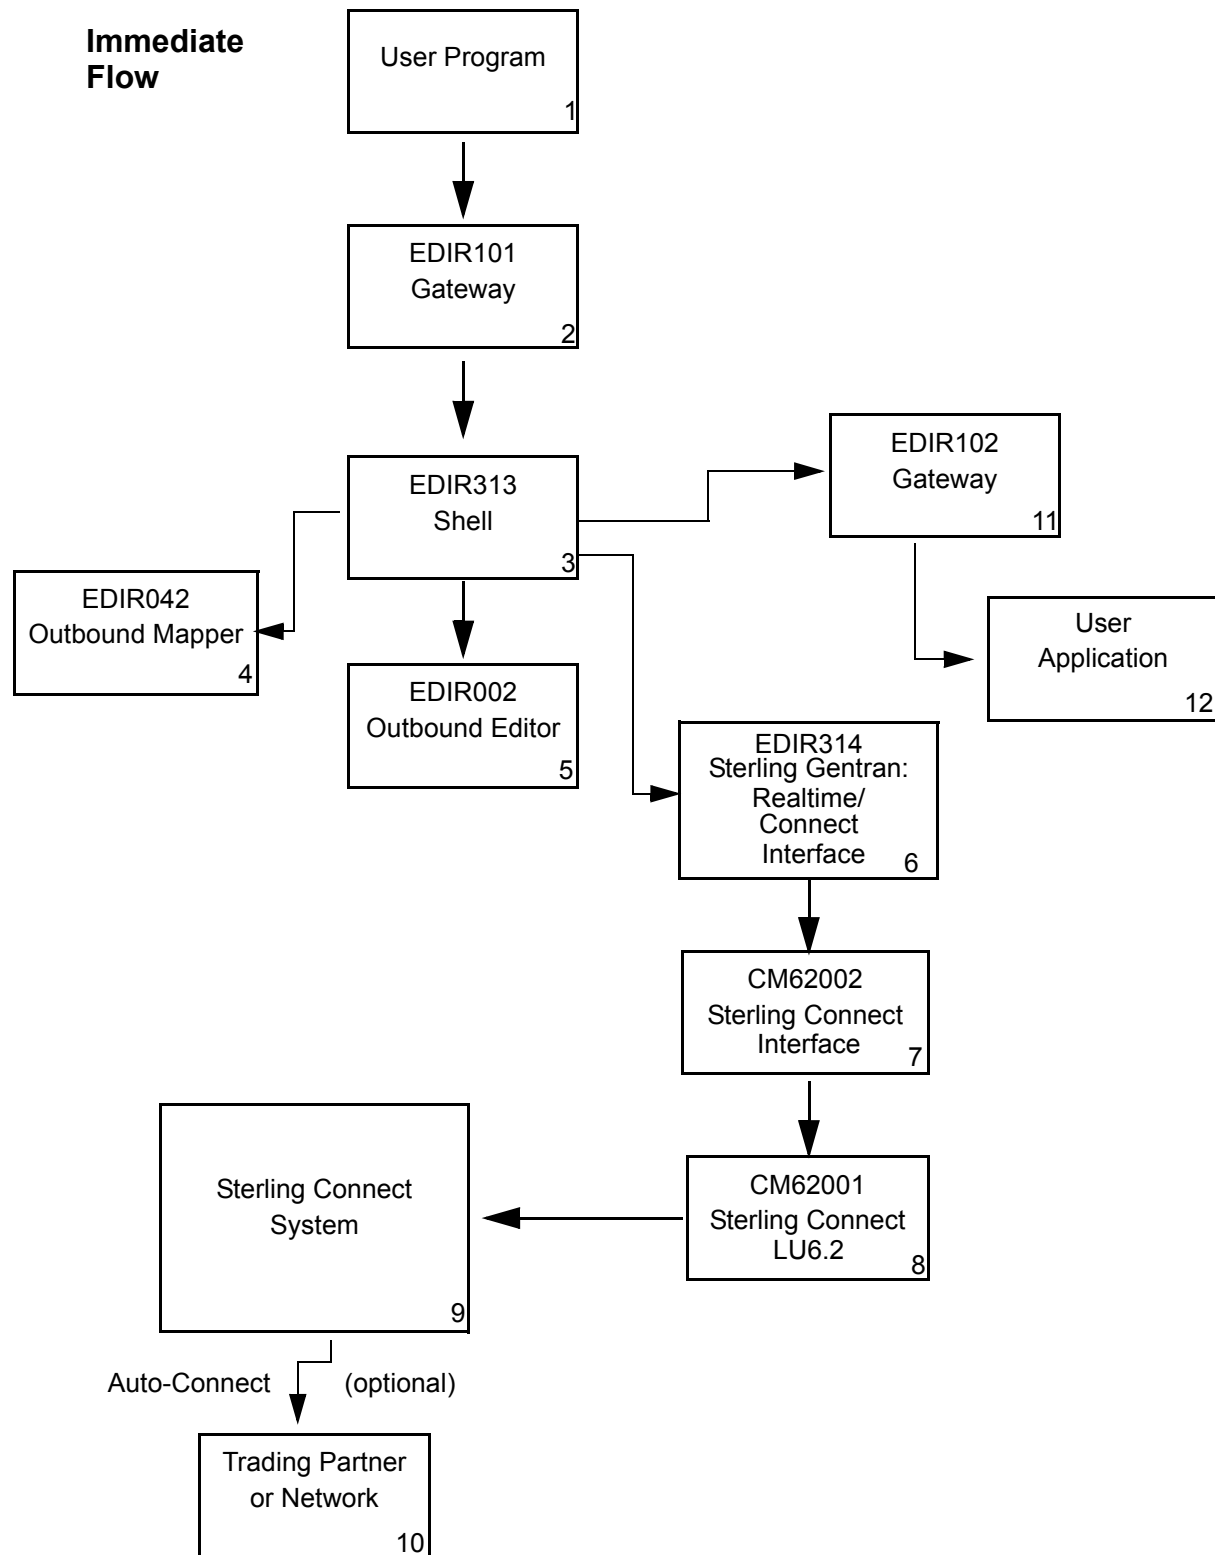 Immediate
Flow
User Program
1
EDIR101
Gateway
2
EDIR313
Shell
3
EDIR102
Gateway
11
EDIR042
Outbound Mapper
4
User
Application
12
EDIR002
Outbound Editor
5
EDIR314
Sterling Gentran:
Realtime/
Connect
Interface
6
CM62002
Sterling Connect
Interface
7
CM62001
Sterling Connect
LU6.2
8
Sterling Connect
System
9
Auto-Connect (optional)
Trading Partner
or Network
10